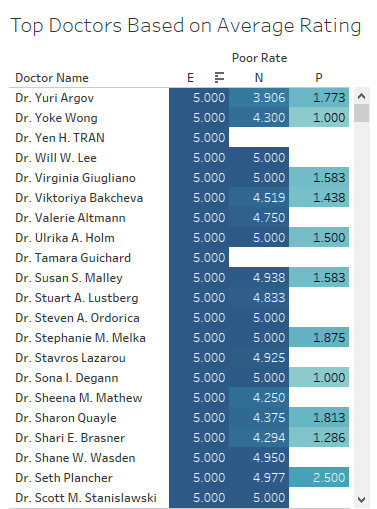 Top Doctors Based on Average Rating
Poor Rate
Doctor Name E N P
Dr. Yuri Argov 5.000 3.906 1.773
Dr. Yoke Wong 5.000 4.300 1.000
Dr. Yen H. TRAN 5.000
Dr. Will W. Lee 5.000 5.000
Dr. Virginia Giugliano 5.000 5.000 1.583
Dr. Viktoriya Bakcheva 5.000 4.519 1.438
Dr. Valerie Altmann 5.000 4.750
Dr. Ulrika A. Holm 5.000 5.000 1.500
Dr. Tamara Guichard 5.000
Dr. Susan S. Malley 5.000 4.938 1.583
Dr. Stuart A. Lustberg 5.000 4.833
Dr. Steven A. Ordorica 5.000 5.000
Dr. Stephanie M. Melka 5.000 5.000 1.875
Dr. Stavros Lazarou 5.000 4.925
Dr. Sona I. Degann 5.000 5.000 1.000
Dr. Sheena M. Mathew 5.000 4.250
Dr. Sharon Quayle 5.000 4.375 1.813
Dr. Shari E. Brasner 5.000 4.294 1.286
Dr. Shane W. Wasden 5.000 4.950
Dr. Seth Plancher 5.000 4.977 2.500
Dr. Scott M. Stanislawski 5.000 5.000